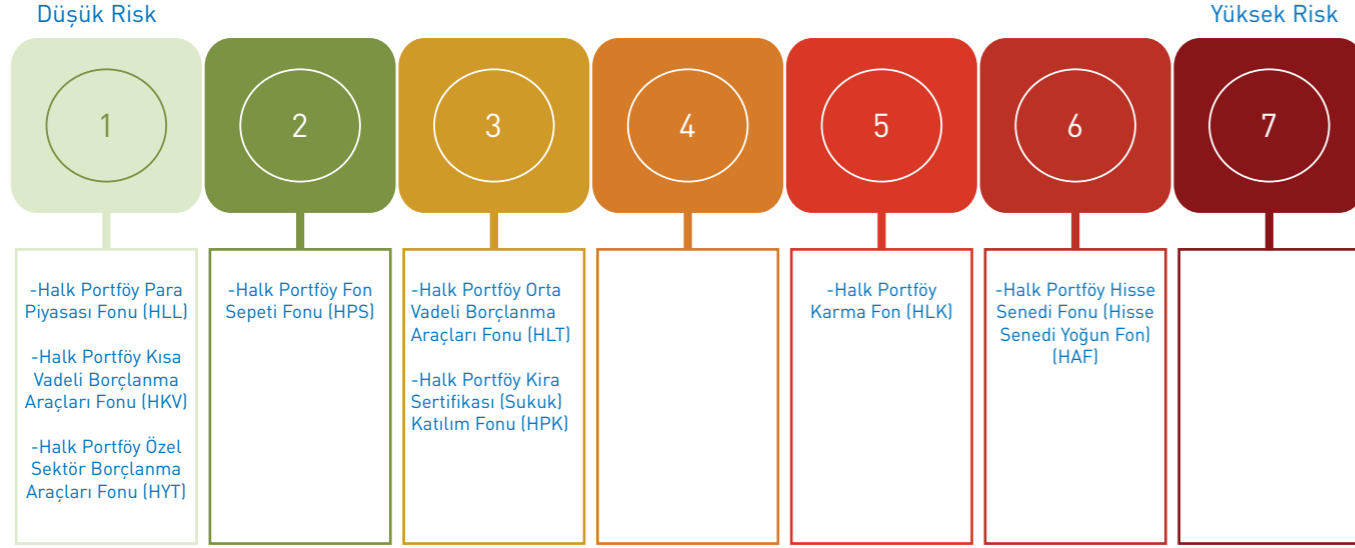 Düşük Risk
Yüksek Risk
1
2
3
4
5
6
7
-Halk Portföy Para
Piyasası Fonu (HLL)
-Halk Portföy Kısa
Vadeli Borçlanma
Araçları Fonu (HKV)
-Halk Portföy Özel
Sektör Borçlanma
Araçları Fonu (HYT)
-Halk Portföy Fon
Sepeti Fonu (HPS)
-Halk Portföy Orta
Vadeli Borçlanma
Araçları Fonu (HLT)
-Halk Portföy Kira
Sertifikası (Sukuk)
Katılım Fonu (HPK)
-Halk Portföy
Karma Fon (HLK)
-Halk Portföy Hisse
Senedi Fonu (Hisse
Senedi Yoğun Fon)
(HAF)